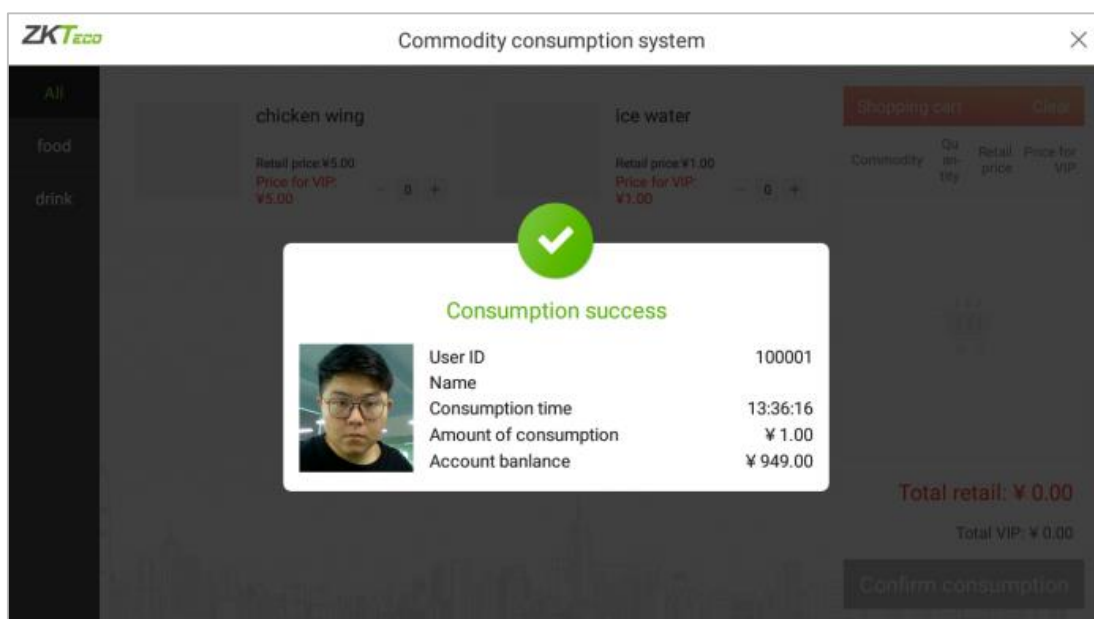 ZKTECO
Commodity consumption system
All
food
drink
chicken wing
Retail price:¥5.00
Price for VIP:
¥5.00
- 0 +
ice water
Retail price:¥1.00
Price for VIP:
¥1.00
- 0 +
Shopping cart Clear
Commodity Qu
an-
tity Retail
price Price for
VIP
Consumption success
User ID 100001
Name
Consumption time 13:36:16
Amount of consumption ¥ 1.00
Account banlance ¥ 949.00
Total retail: ¥ 0.00
Total VIP: ¥ 0.00
Confirm consumption